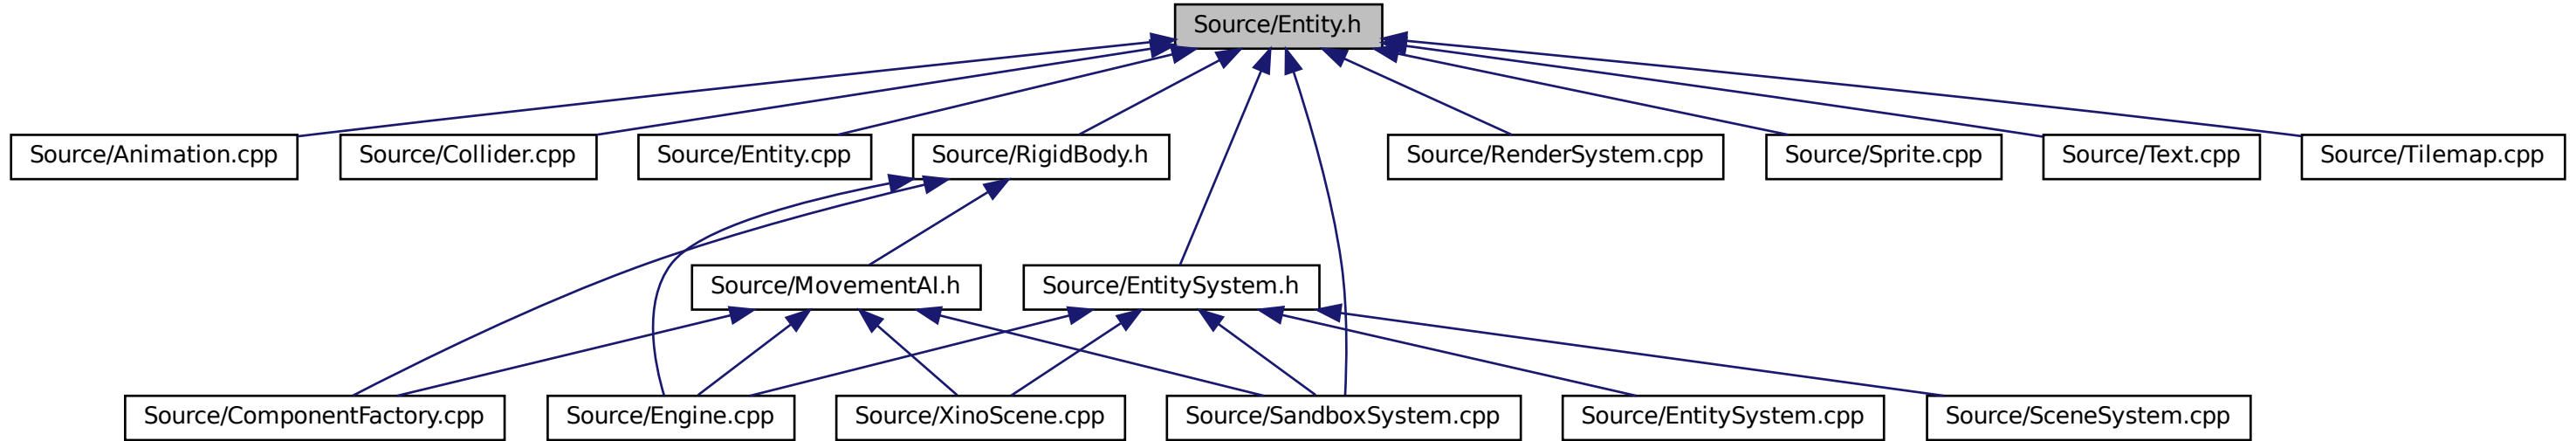 Source/Entity.h
Source/Animation.cpp
Source/Collider.cpp
Source/Entity.cpp
Source/RigidBody.h
Source/RenderSystem.cpp
Source/Sprite.cpp
Source/Text.cpp
Source/Tilemap.cpp
Source/MovementAI.h
Source/EntitySystem.h
Source/ComponentFactory.cpp
Source/Engine.cpp
Source/XinoScene.cpp
Source/SandboxSystem.cpp
Source/EntitySystem.cpp
Source/SceneSystem.cpp